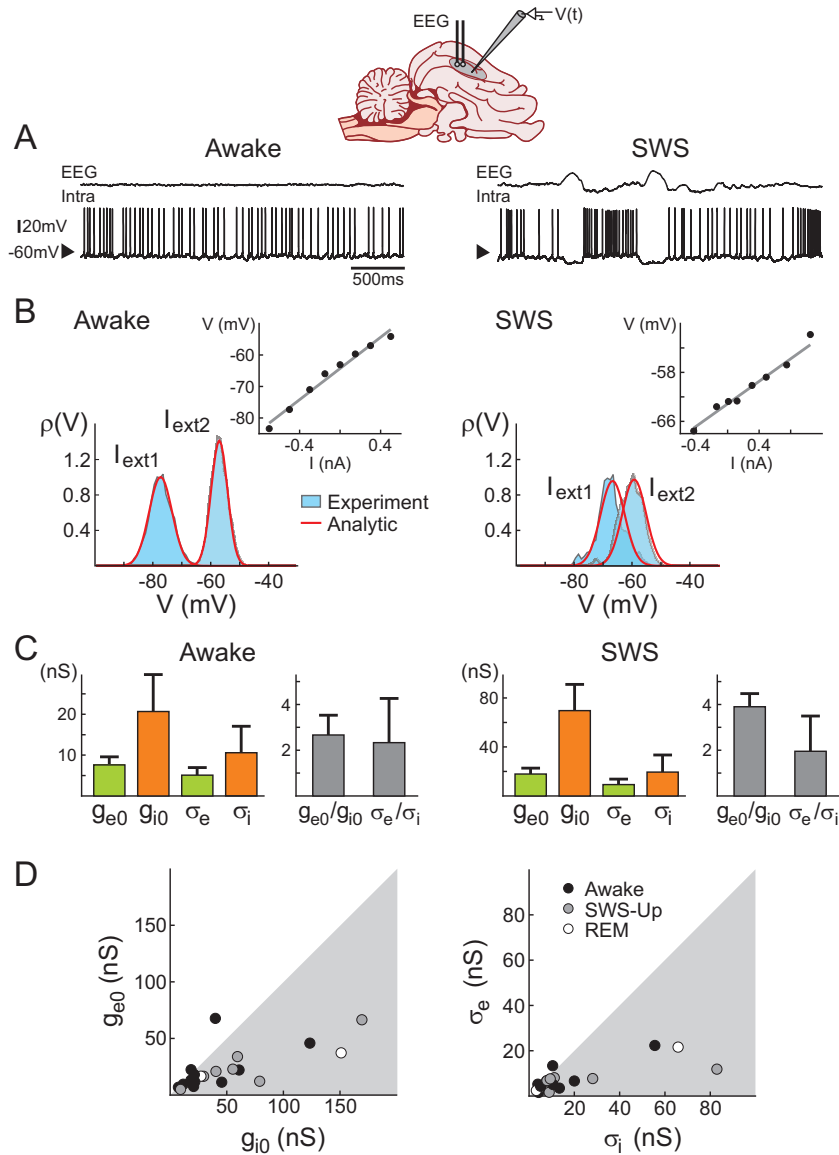 EEG
V(t)
A
Awake
SWS
EEG
Intra
20mV
-60mV
500ms
EEG
Intra
B
Awake
V (mV)
-60
-70
-80
-0.4
0.4
I (nA)
ρ(V)
1.2
0.8
0.4
Iext1
Iext2
-80
-60
-40
V (mV)
Experiment
Analytic
SWS
V (mV)
-58
-66
-0.4
0.4
I (nA)
ρ(V)
1.2
0.8
0.4
Iext1
Iext2
-80
-60
-40
V (mV)
C
Awake
(nS)
20
10
ge0
gi0
σe
σi
4
2
ge0/gi0
σe/σi
SWS
(nS)
80
40
ge0
gi0
σe
σi
4
2
ge0/gi0
σe/σi
D
ge0 (nS)
150
100
50
50
100
150
gi0 (nS)
Awake
SWS-Up
REM
σe (nS)
80
60
40
20
20
40
60
80
σi (nS)